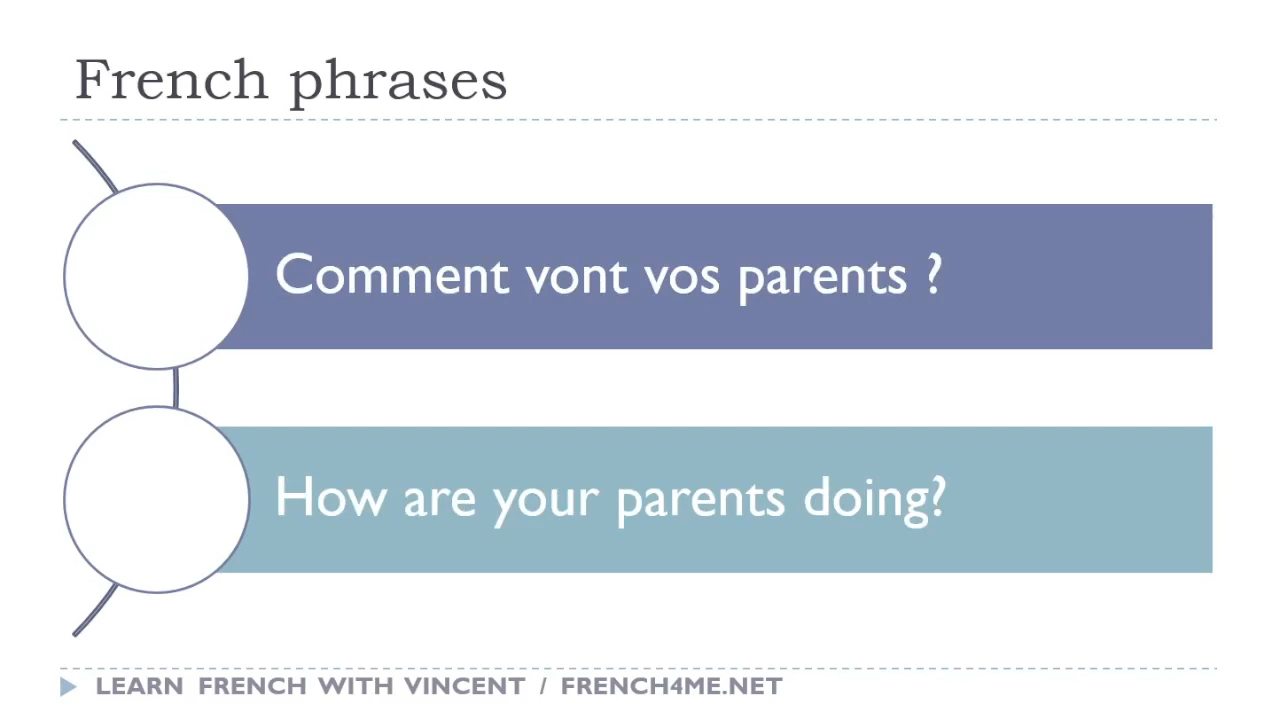 French phrases
Comment vont vos parents ?
How are your parents doing?
LEARN FRENCH WITH VINCENT / FRENCH4ME.NET